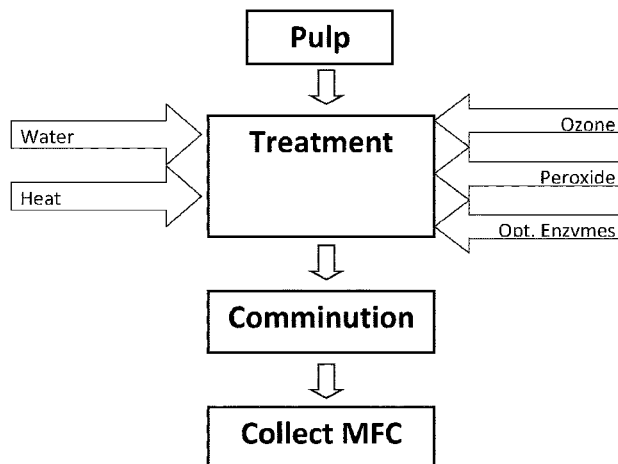 Pulp
Water
Heat
Treatment
Ozone
Peroxide
Opt. Enzymes
Comminution
Collect MFC